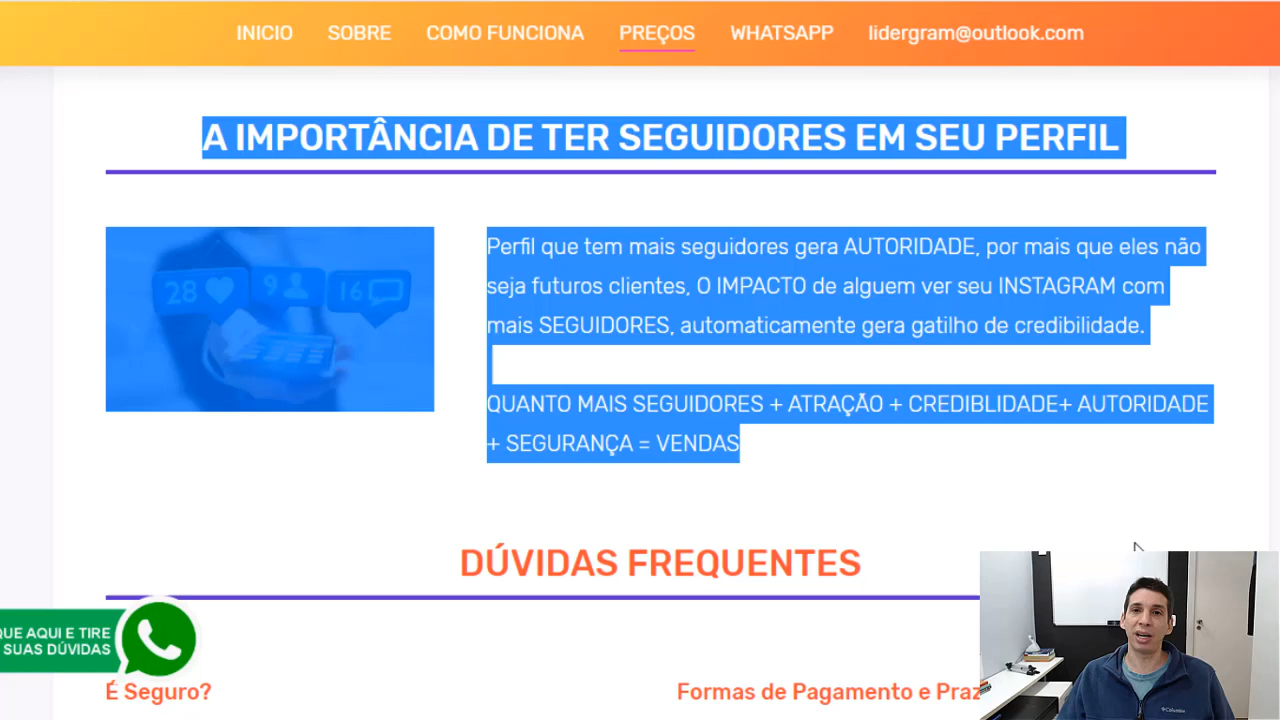 INICIO SOBRE COMO FUNCIONA PREÇOS WHATSAPP lidergram@outlook.com
A IMPORTÂNCIA DE TER SEGUIDORES EM SEU PERFIL
28 9 16
Perfil que tem mais seguidores gera AUTORIDADE, por mais que eles não
seja futuros clientes, O IMPACTO de alguem ver seu INSTAGRAM com
mais SEGUIDORES, automaticamente gera gatilho de credibilidade.
QUANTO MAIS SEGUIDORES + ATRAÇÃO + CREDIBLIDADE+ AUTORIDADE
+ SEGURANÇA = VENDAS
DÚVIDAS FREQUENTES
QUE AQUI E TIRE
SUAS DÚVIDAS
É Seguro?
Formas de Pagamento e Praz
Columbia